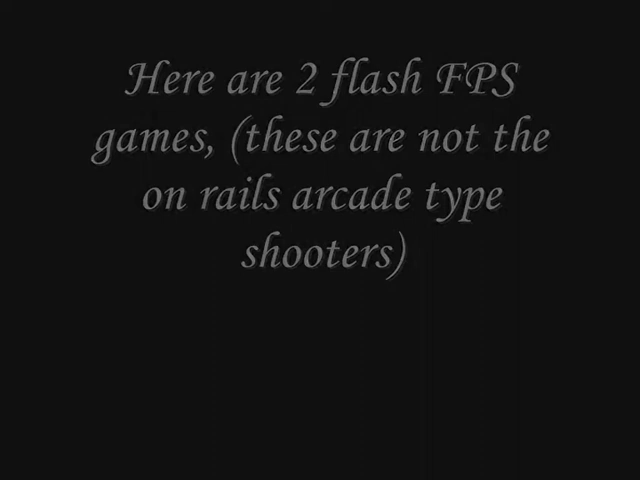 Here are 2 flash FPS
games, (these are not the
on rails arcade type
shooters)